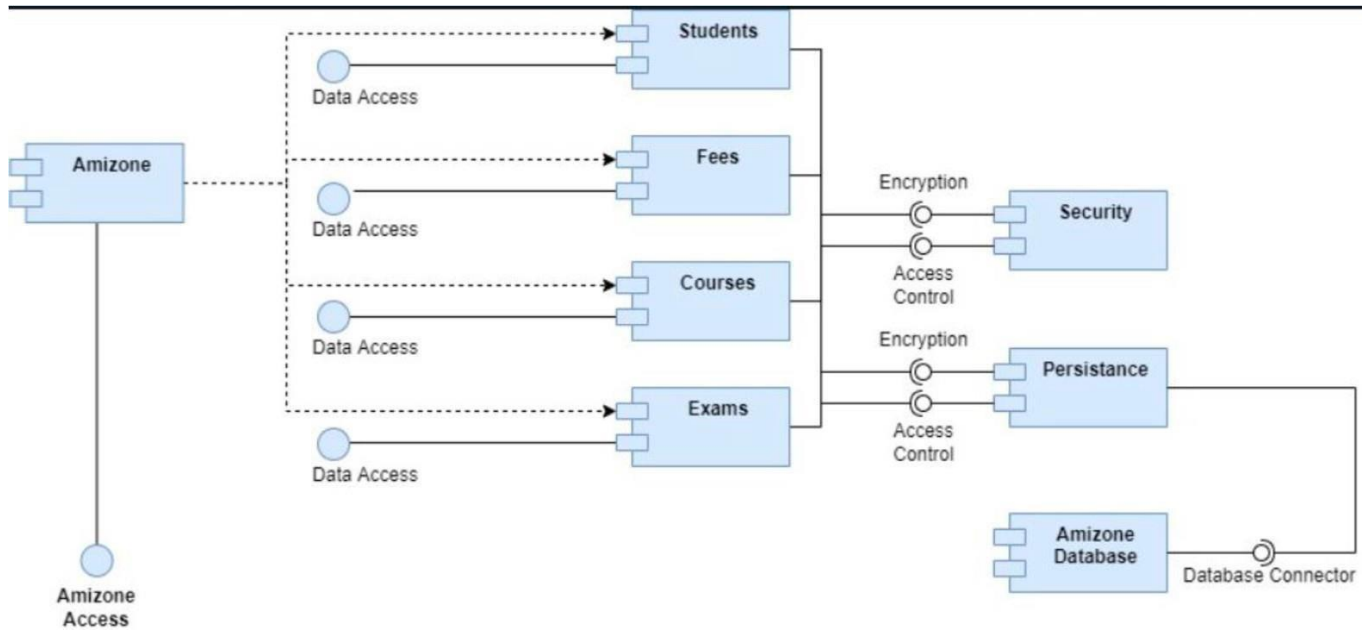 Students
Data Access
Amizone
Fees
Data Access
Encryption
Security
Access
Control
Courses
Data Access
Encryption
Persistance
Exams
Access
Control
Data Access
Amizone
Database
Database Connector
Amizone
Access